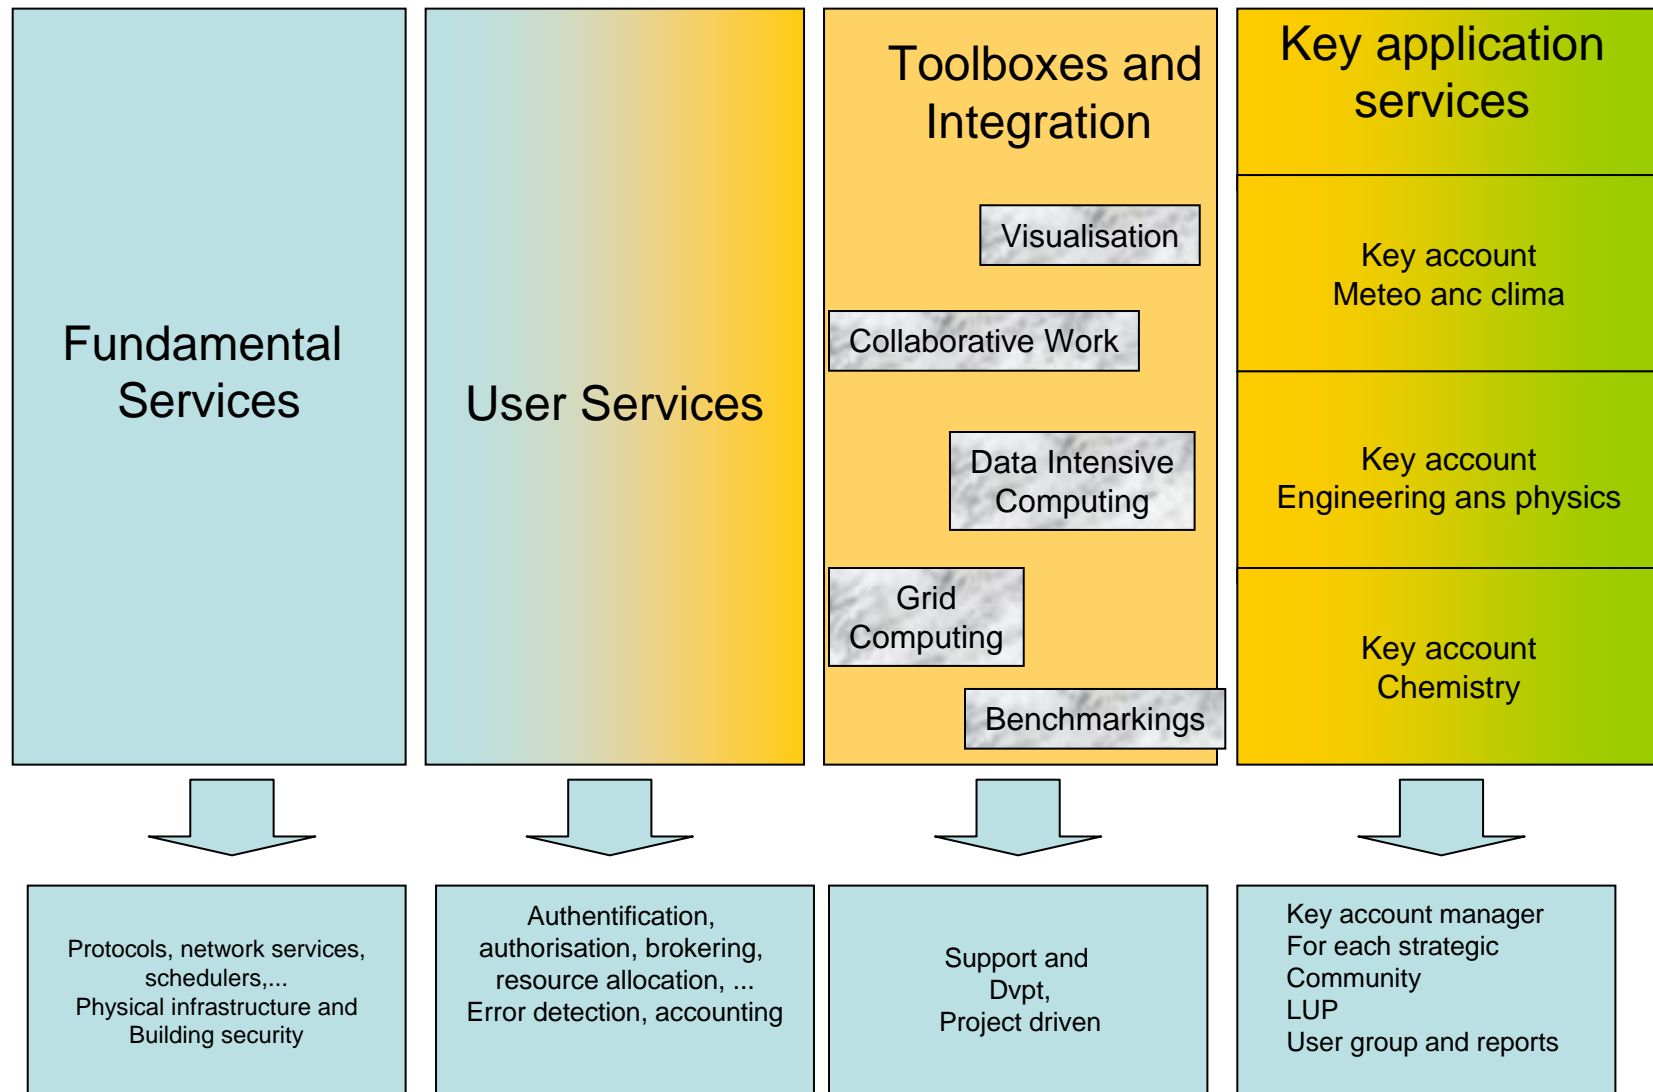 Fundamental
Services
User Services
Toolboxes and
Integration
Visualisation
Collaborative Work
Data Intensive
Computing
Grid
Computing
Benchmarkings
Key application
services
Key account
Meteo anc clima
Key account
Engineering ans physics
Key account
Chemistry
Protocols, network services,
schedulers,...
Physical infrastructure and
Building security
Authentification,
authorisation, brokering,
resource allocation, ...
Error detection, accounting
Support and
Dvpt,
Project driven
Key account manager
For each strategic
Community
LUP
User group and reports